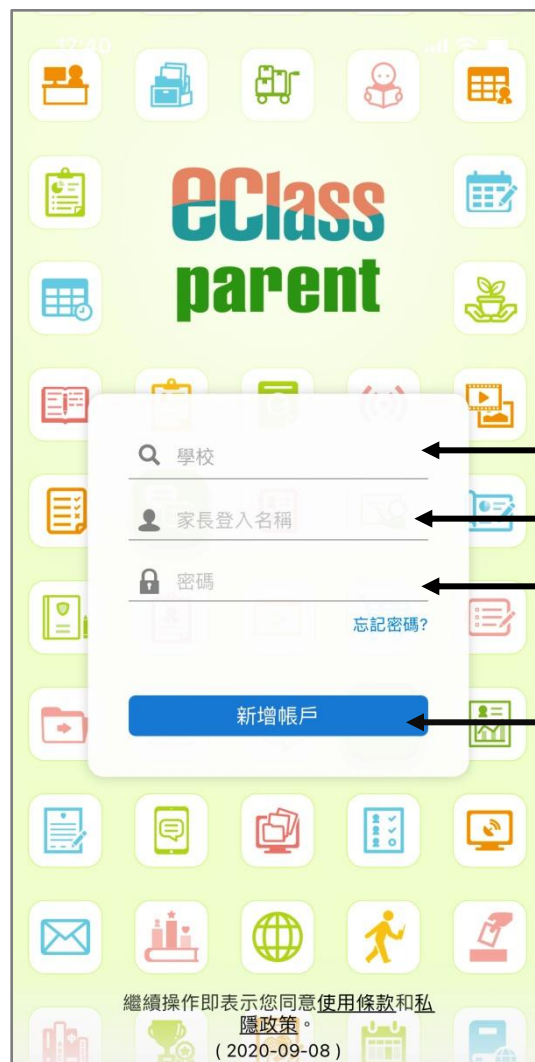 12:40
eClass
parent
學校
家長登入名稱
密碼
忘記密碼?
新增帳戶
繼續操作即表示您同意使用條款和私
隱政策。
( 2020-09-08 )